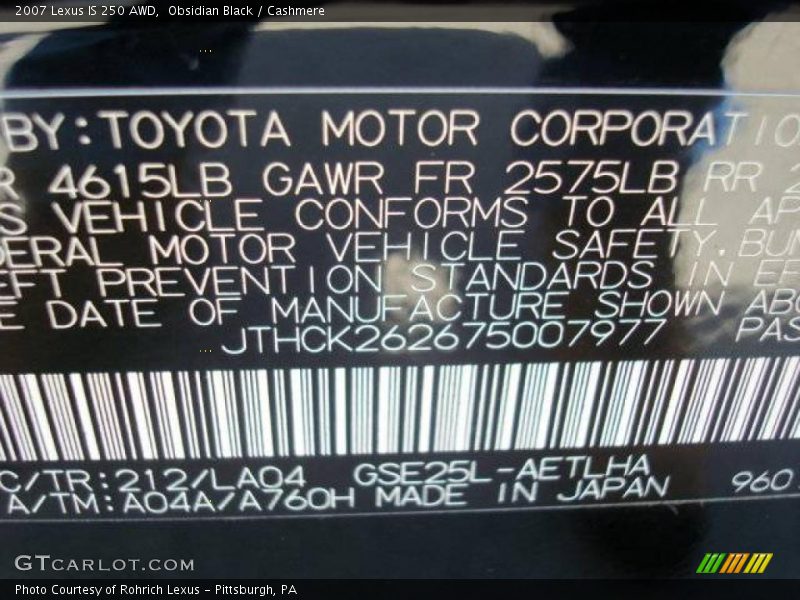 2007 Lexus IS 250 AWD,  Obsidian Black / Cashmere
BY:TOYOTA MOTOR CORPORATIO
R 4615LB GAWR FR 2575LB RR 2
S VEHICLE CONFORMS TO ALL AP
DERAL MOTOR VEHICLE SAFETY,BUM
EFT PREVENTION STANDARDS IN EF
E DATE OF MANUFACTURE SHOWN ABO
JTHCK262675007977 PAS
C/TR:212/LA04 GSE25L-AETLHA
A/TM:A04A/A760H MADE IN JAPAN 960
GTCARLOT.COM
Photo Courtesy of Rohrich Lexus - Pittsburgh, PA